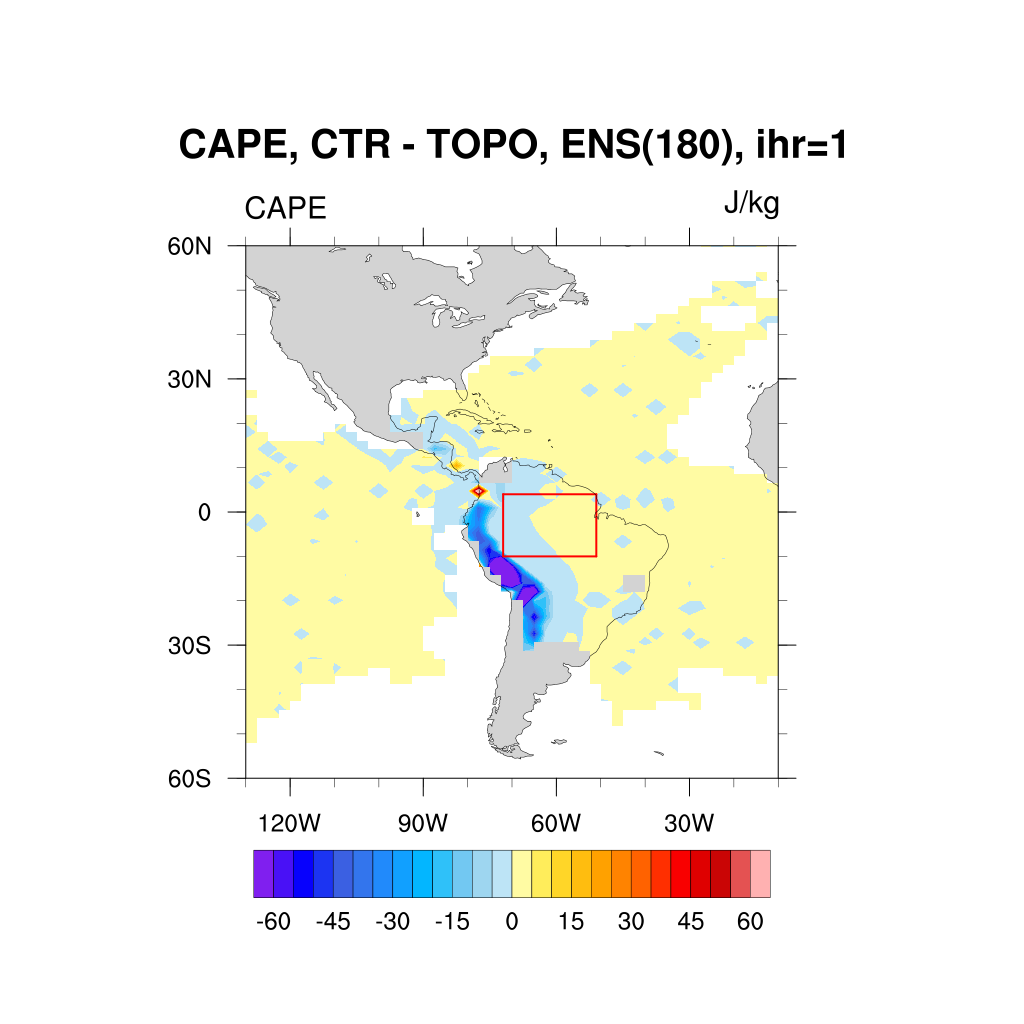 CAPE, CTR - TOPO, ENS(180), ihr=1
CAPE J/kg
60N
30N
0
30S
60S
120W 90W 60W 30W
-60 -45 -30 -15 0 15 30 45 60